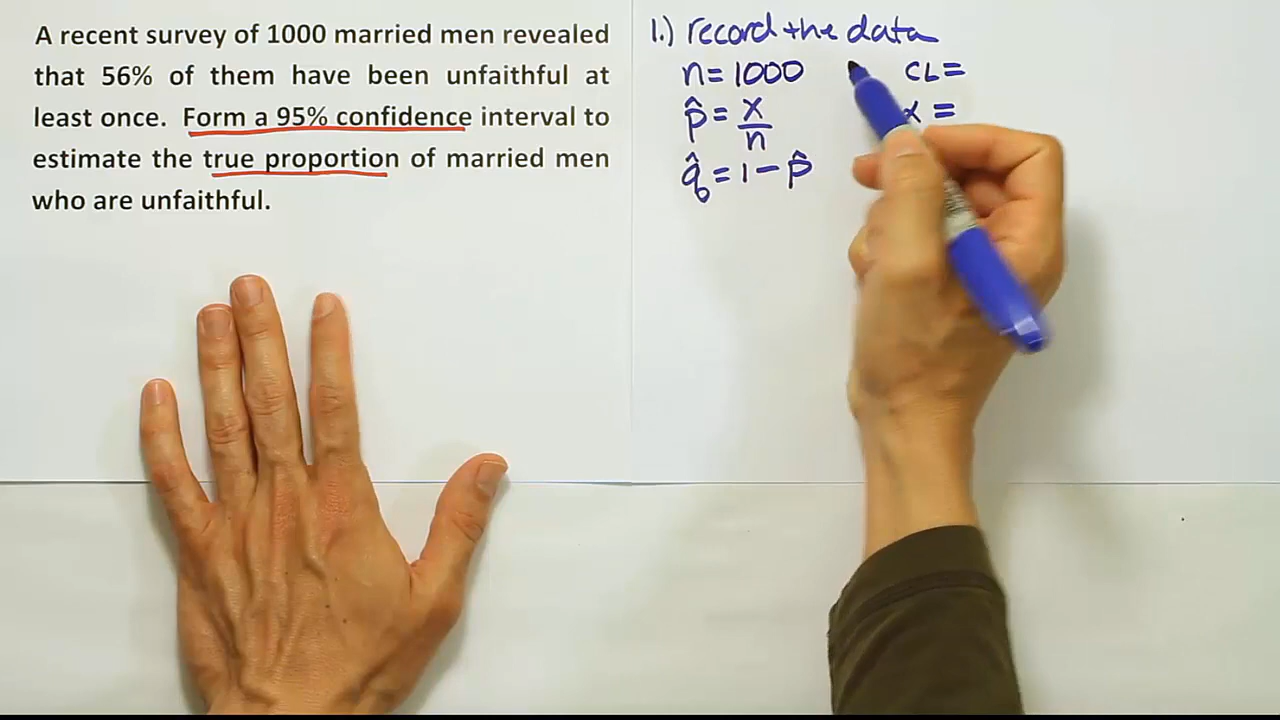 A recent survey of 1000 married men revealed
that 56% of them have been unfaithful at
least once. Form a 95% confidence interval to
estimate the true proportion of married men
who are unfaithful.
1.) record the data
n = 1000
p̂ = x/n
q̂ = 1 - p̂
CL =
α =